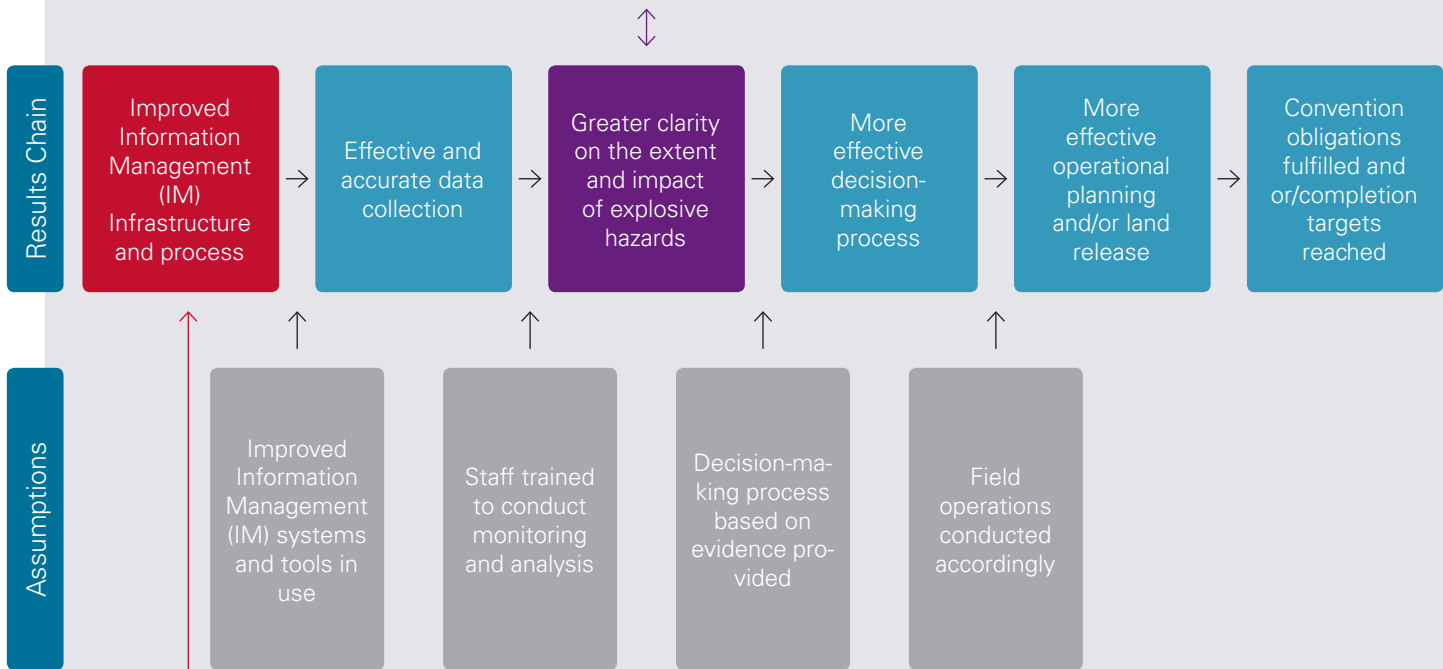 Results Chain
Improved
Information
Management
(IM)
Infrastructure
and process
Effective and
accurate data
collection
Greater clarity
on the extent
and impact
of explosive
hazards
More
effective
decision-
making
process
More
effective
operational
planning
and/or land
release
Convention
obligations
fulfilled and
or/completion
targets
reached
Assumptions
Improved
Information
Management
(IM) systems
and tools in
use
Staff trained
to conduct
monitoring
and analysis
Decision-ma-
king process
based on
evidence pro-
vided
Field
operations
conducted
accordingly